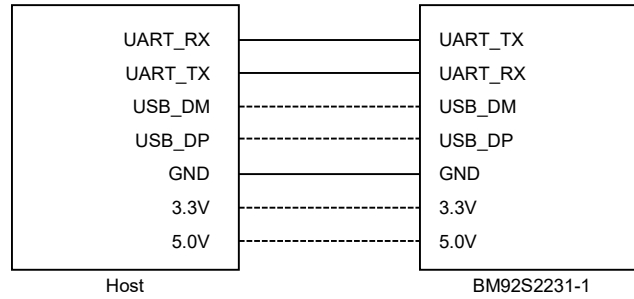 UART_RX UART_TX
UART_TX UART_RX
USB_DM USB_DM
USB_DP USB_DP
GND GND
3.3V 3.3V
5.0V 5.0V
Host BM92S2231-1